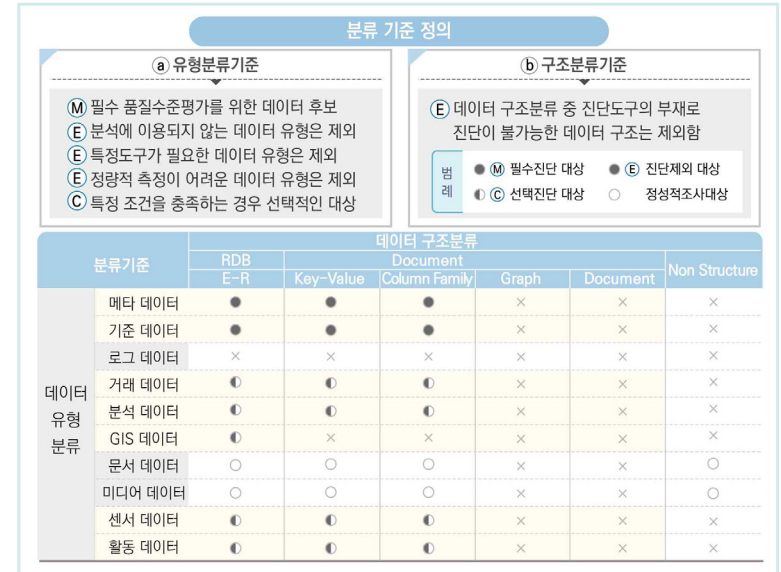 분류 기준 정의
ⓐ 유형분류기준
Ⓜ 필수 품질수준평가를 위한 데이터 후보
Ⓔ 분석에 이용되지 않는 데이터 유형은 제외
Ⓔ 특정도구가 필요한 데이터 유형은 제외
Ⓔ 정량적 측정이 어려운 데이터 유형은 제외
Ⓒ 특정 조건을 충족하는 경우 선택적인 대상
ⓑ 구조분류기준
Ⓔ 데이터 구조분류 중 진단도구의 부재로
진단이 불가능한 데이터 구조는 제외함
범례
● Ⓜ 필수진단 대상 ● Ⓔ 진단제외 대상
◐ Ⓒ 선택진단 대상 ○ 정성적조사대상
분류기준 데이터 구조분류
RDB Document Non Structure
E-R Key-Value Column Family Graph Document
데이터 유형 분류
메타 데이터 ● ● ● × × ×
기준 데이터 ● ● ● × × ×
로그 데이터 × × × × × ×
거래 데이터 ◐ ◐ ◐ × × ×
분석 데이터 ◐ ◐ ◐ × × ×
GIS 데이터 ◐ × × × × ×
문서 데이터 ○ ○ ○ × × ○
미디어 데이터 ○ ○ ○ × × ○
센서 데이터 ◐ ◐ ◐ × × ×
활동 데이터 ◐ ◐ ◐ × × ×